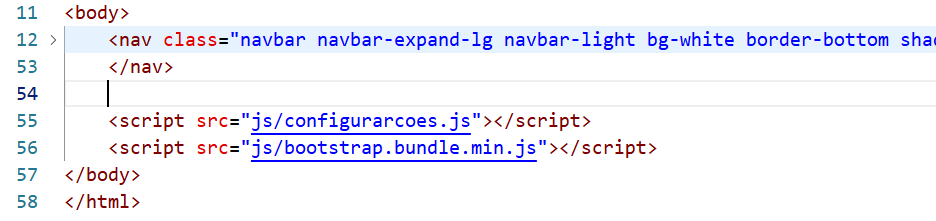 11 <body>
12 <nav class="navbar navbar-expand-lg navbar-light bg-white border-bottom
53 </nav>
54
55 <script src="js/configurarcoes.js"></script>
56 <script src="js/bootstrap.bundle.min.js"></script>
57 </body>
58 </html>